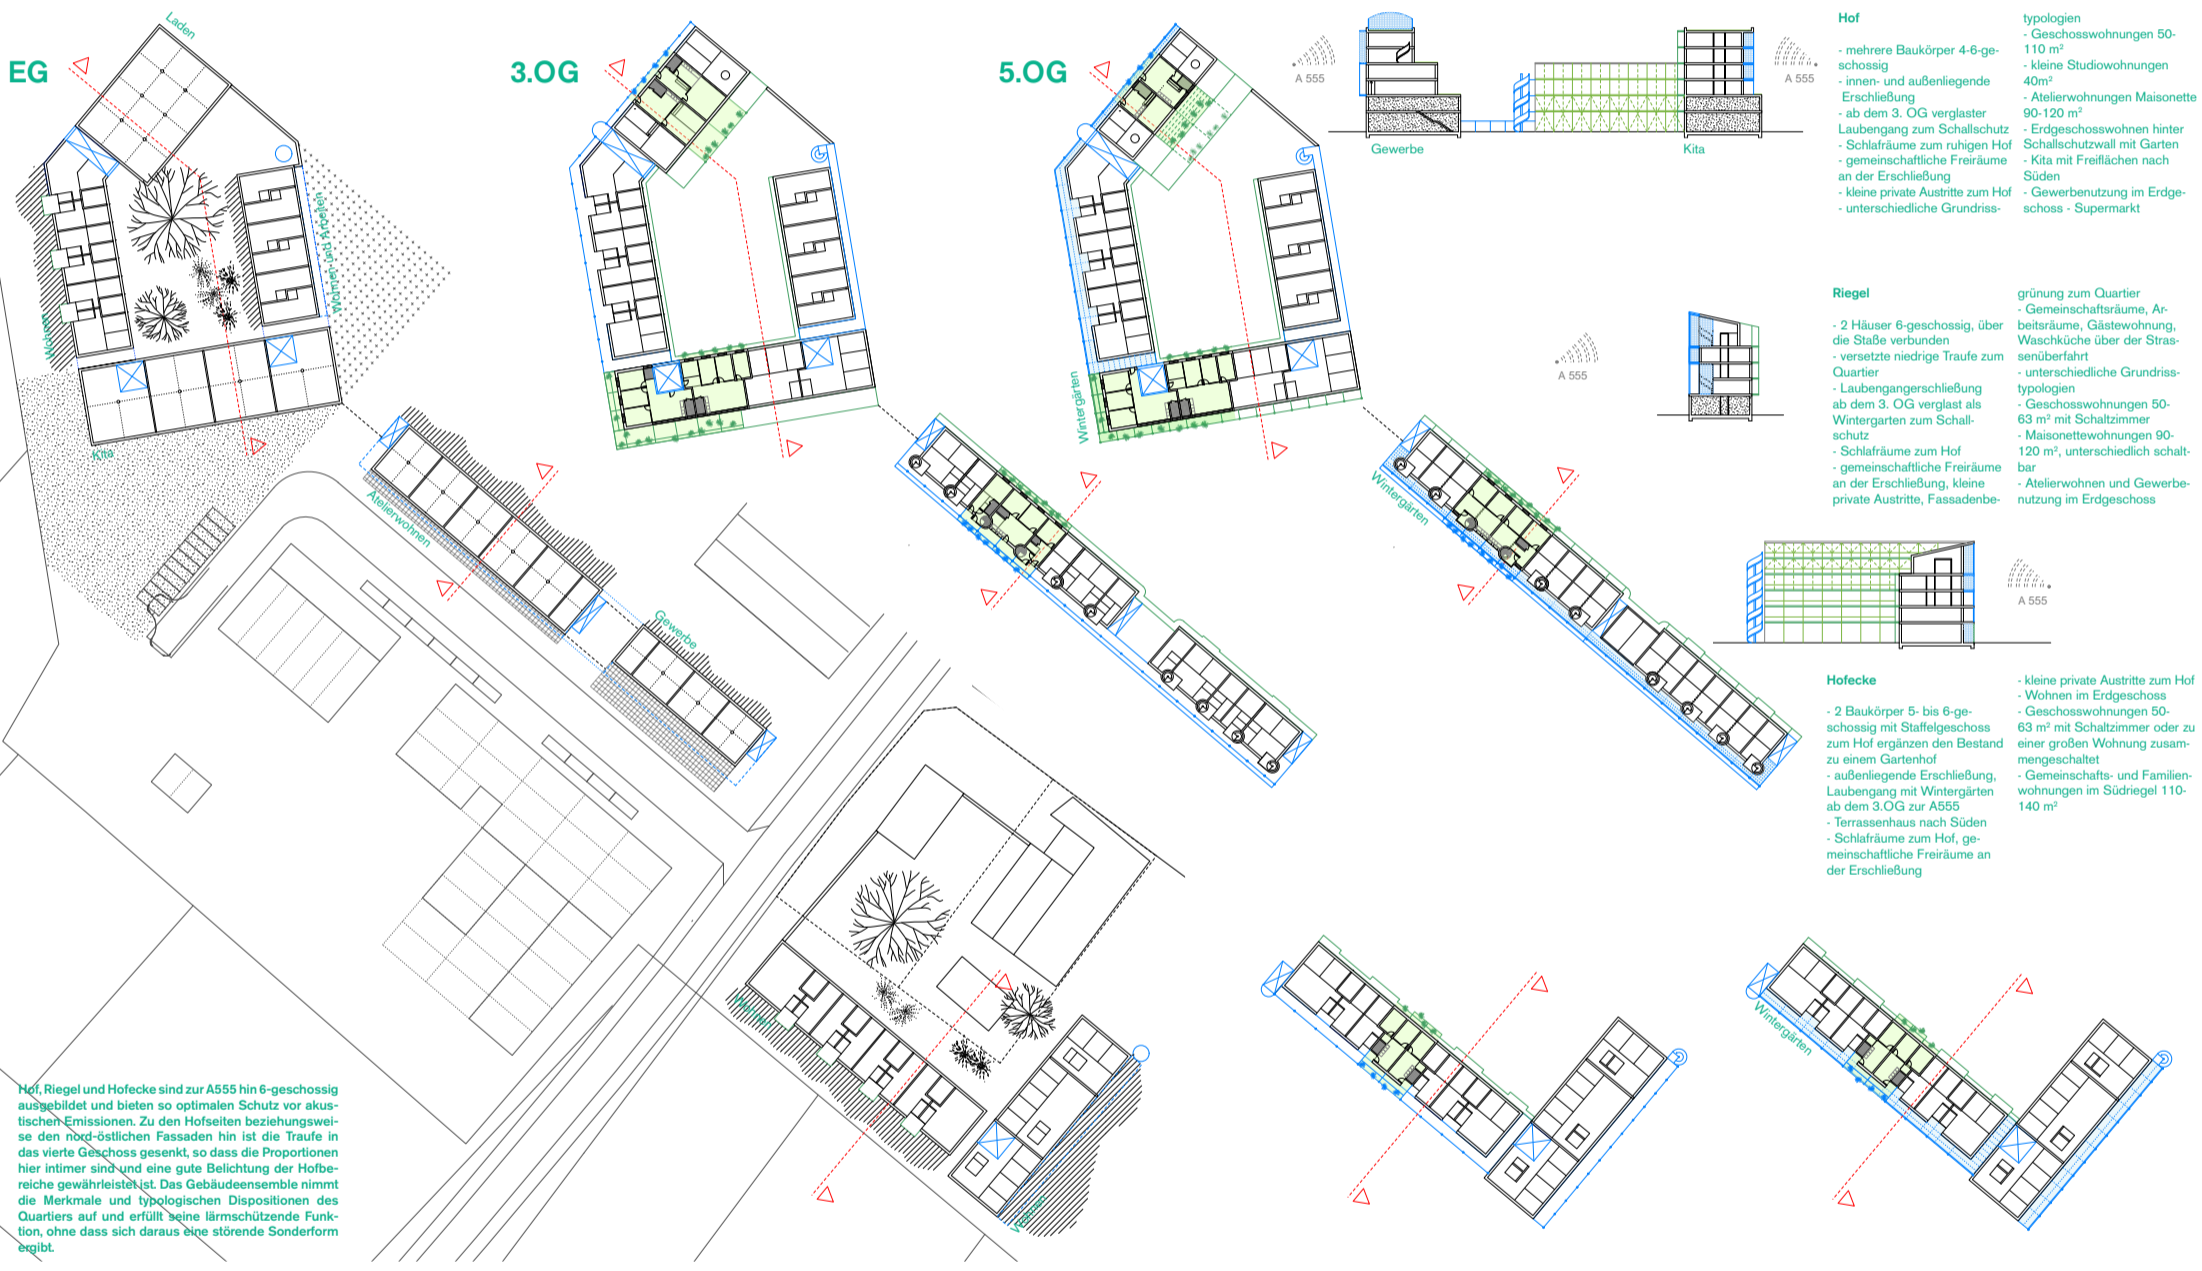 EG
3.OG
5.OG
Laden
Wohnen
Wohnen und Arbeiten
Kita
Atelierwohnen
Gewerbe
Wohnen
Wohnen
Wintergärten
Wintergärten
Wintergärten
A 555
A 555
Gewerbe
Kita
A 555
A 555
Hof
- mehrere Baukörper 4-6-ge-
schossig
- innen- und außenliegende
Erschließung
- ab dem 3. OG verglaster
Laubengang zum Schallschutz
- Schlafräume zum ruhigen Hof
- gemeinschaftliche Freiräume
an der Erschließung
- kleine private Austritte zum Hof
- unterschiedliche Grundriss-
typologien
- Geschosswohnungen 50-
110 m²
- kleine Studiowohnungen
40m²
- Atelierwohnungen Maisonette
90-120 m²
- Erdgeschosswohnen hinter
Schallschutzwall mit Garten
- Kita mit Freiflächen nach
Süden
- Gewerbenutzung im Erdge-
schoss - Supermarkt
Riegel
- 2 Häuser 6-geschossig, über
die Staße verbunden
- versetzte niedrige Traufe zum
Quartier
- Laubengangerschließung
ab dem 3. OG verglast als
Wintergarten zum Schall-
schutz
- Schlafräume zum Hof
- gemeinschaftliche Freiräume
an der Erschließung, kleine
private Austritte, Fassadenbe-
grünung zum Quartier
- Gemeinschaftsräume, Ar-
beitsräume, Gästewohnung,
Waschküche über der Stras-
senüberfahrt
- unterschiedliche Grundriss-
typologien
- Geschosswohnungen 50-
63 m² mit Schaltzimmer
- Maisonettewohnungen 90-
120 m², unterschiedlich schalt-
bar
- Atelierwohnen und Gewerbe-
nutzung im Erdgeschoss
Hofecke
- 2 Baukörper 5- bis 6-ge-
schossig mit Staffelgeschoss
zum Hof ergänzen den Bestand
zu einem Gartenhof
- außenliegende Erschließung,
Laubengang mit Wintergärten
ab dem 3.OG zur A555
- Terrassenhaus nach Süden
- Schlafräume zum Hof, ge-
meinschaftliche Freiräume an
der Erschließung
- kleine private Austritte zum Hof
- Wohnen im Erdgeschoss
- Geschosswohnungen 50-
63 m² mit Schaltzimmer oder zu
einer großen Wohnung zusam-
mengeschaltet
- Gemeinschafts- und Familien-
wohnungen im Südriegel 110-
140 m²
Hof, Riegel und Hofecke sind zur A555 hin 6-geschossig
ausgebildet und bieten so optimalen Schutz vor akus-
tischen Emissionen. Zu den Hofseiten beziehungswei-
se den nord-östlichen Fassaden hin ist die Traufe in
das vierte Geschoss gesenkt, so dass die Proportionen
hier intimer sind und eine gute Belichtung der Hofbe-
reiche gewährleistet ist. Das Gebäudeensemble nimmt
die Merkmale und typologischen Dispositionen des
Quartiers auf und erfüllt seine lärmschützende Funk-
tion, ohne dass sich daraus eine störende Sonderform
ergibt.